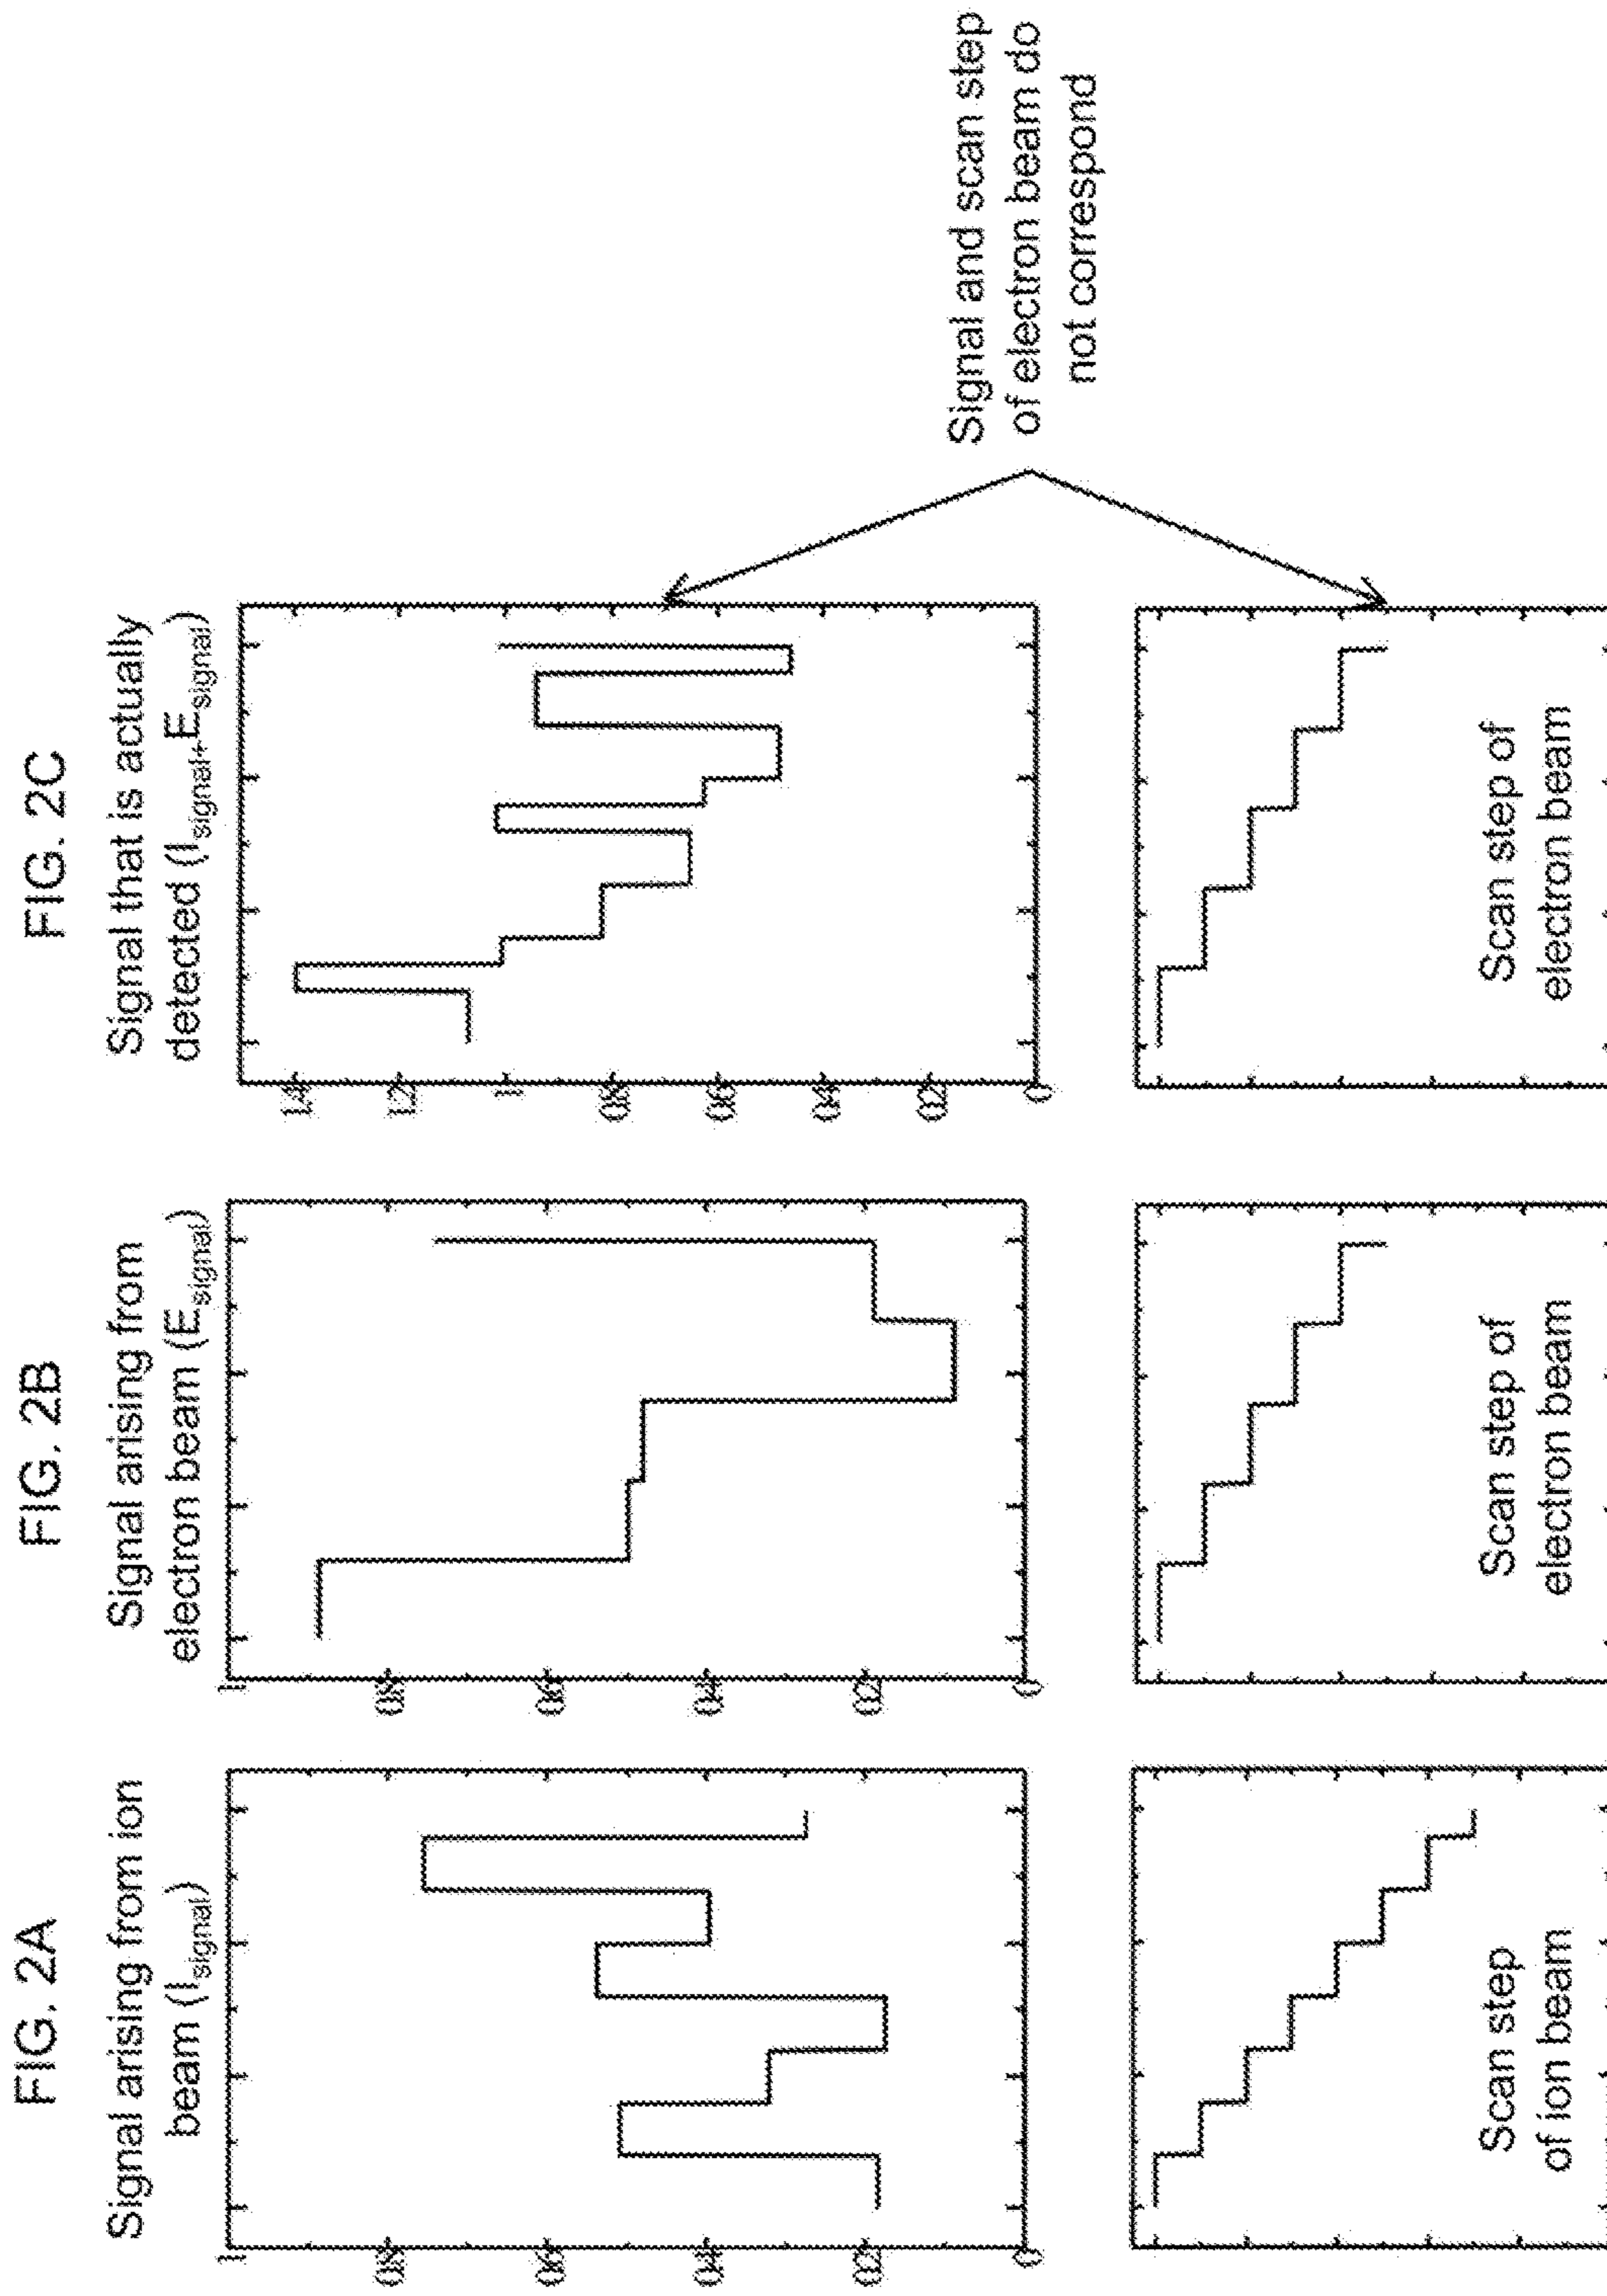 FIG. 2A
Signal arising from ion
beam (Isignal)
1
0.8
0.6
0.4
0.2
0
Scan step
of ion beam
FIG. 2B
Signal arising from
electron beam (Esignal)
1
0.8
0.6
0.4
0.2
0
Scan step of
electron beam
FIG. 2C
Signal that is actually
detected (Isignal+Esignal)
1.4
1.2
1
0.8
0.6
0.4
0.2
0
Scan step of
electron beam
Signal and scan step
of electron beam do
not correspond